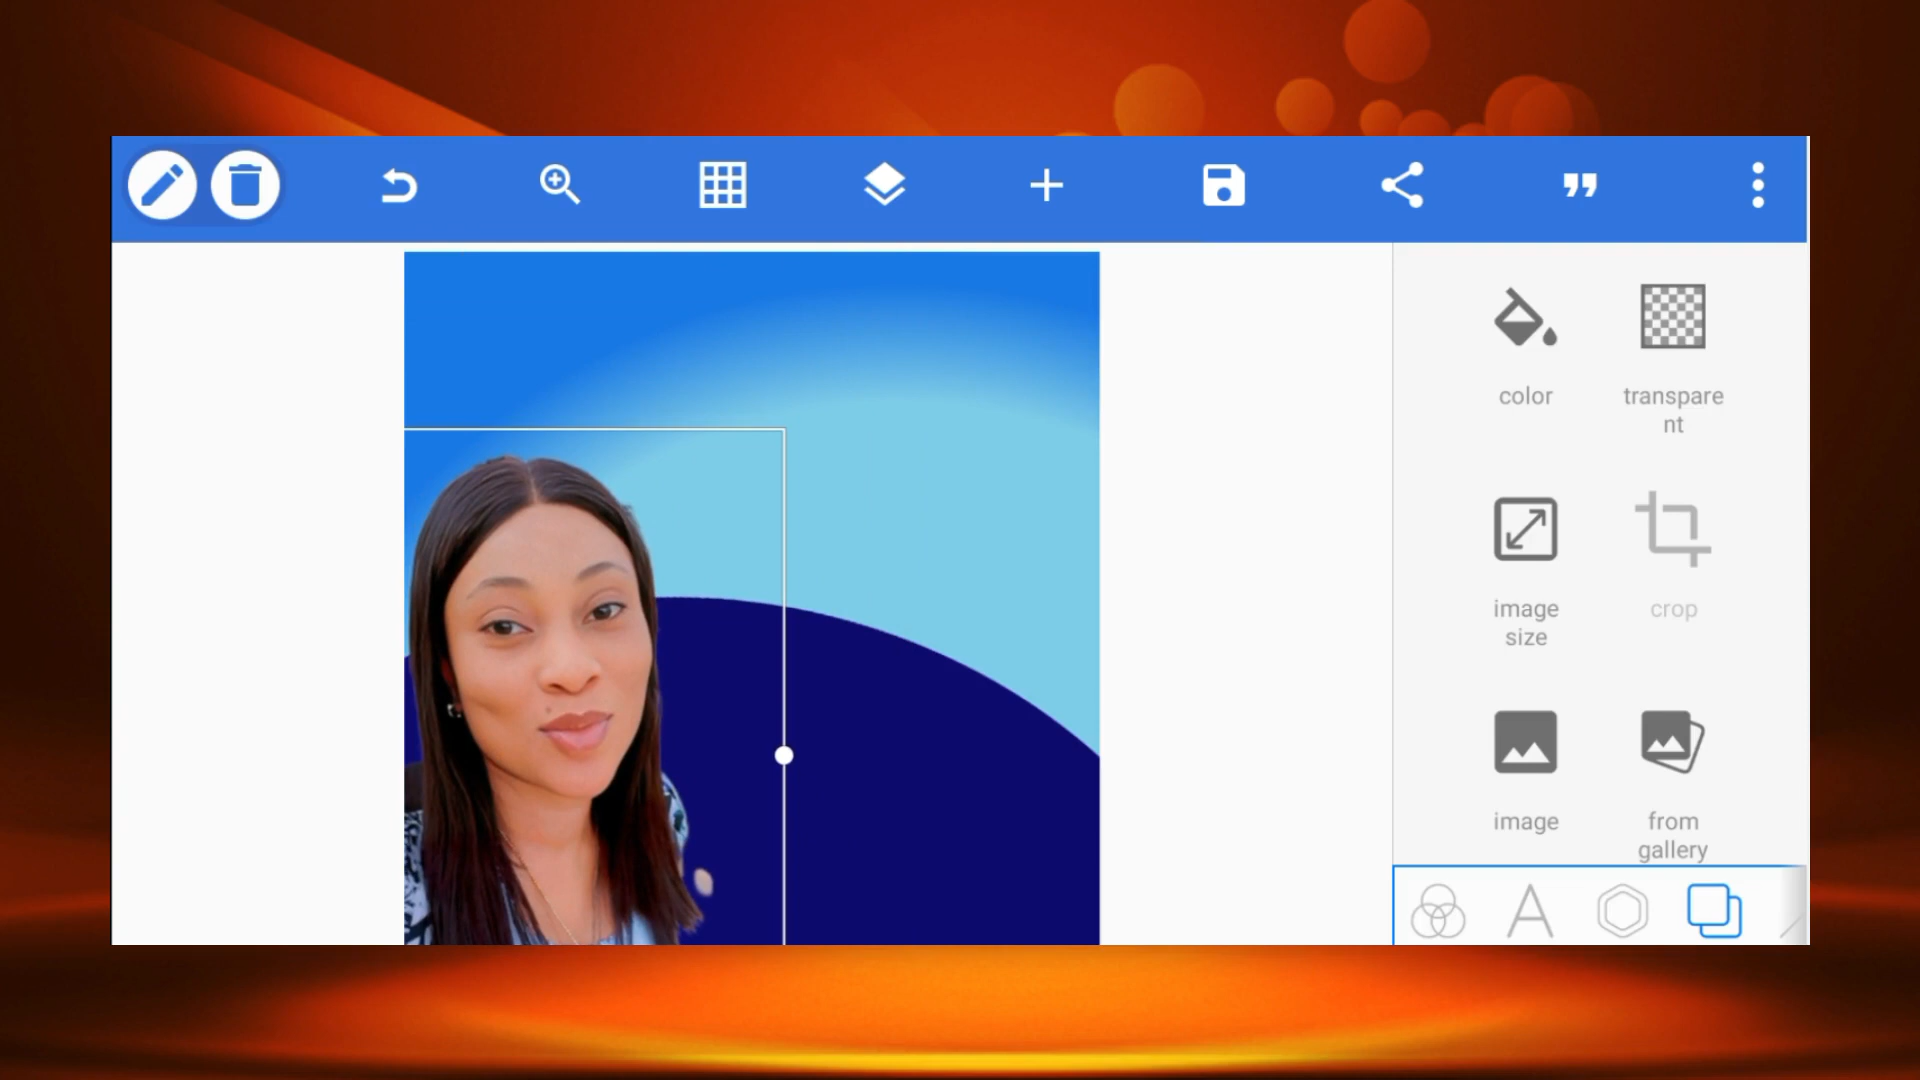 color
transpare
nt
image
size
crop
image
from
gallery